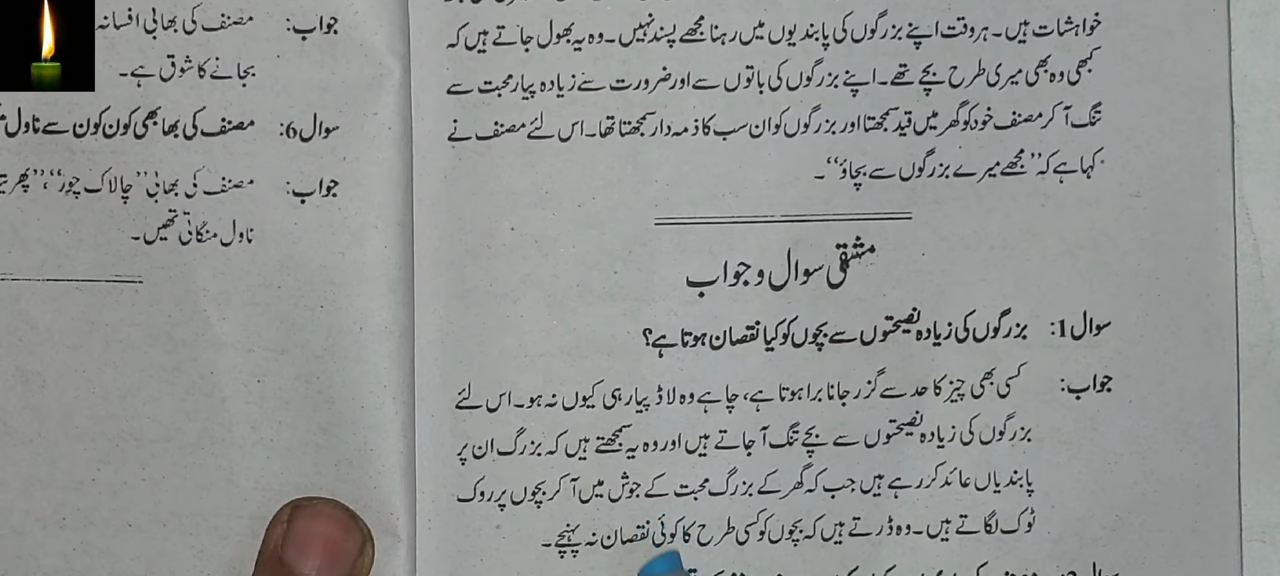 خواہشات ہیں۔ ہر وقت اپنے بزرگوں کی پابندیوں میں رہنا مجھے پسند نہیں۔ وہ یہ بھول جاتے ہیں کہ
کبھی وہ بھی میری طرح بچے تھے۔ اپنے بزرگوں کی باتوں سے اور ضرورت سے زیادہ پیار محبت سے
تنگ آ کر مصنف خود کو گھر میں قید سمجھتا اور بزرگوں کو ان سب کا ذمہ دار سمجھتا تھا۔ اس لئے مصنف نے
کہا ہے کہ ”مجھے میرے بزرگوں سے بچاؤ“۔
مشقی سوال و جواب
سوال 1: بزرگوں کی زیادہ نصیحتوں سے بچوں کو کیا نقصان ہوتا ہے؟
جواب: کسی بھی چیز کا حد سے گزر جانا برا ہوتا ہے، چاہے وہ لاڈ پیار ہی کیوں نہ ہو۔ اس لئے
بزرگوں کی زیادہ نصیحتوں سے بچے تنگ آ جاتے ہیں اور وہ یہ سمجھتے ہیں کہ بزرگ ان پر
پابندیاں عائد کر رہے ہیں جب کہ گھر کے بزرگ محبت کے جوش میں آ کر بچوں پر روک
ٹوک لگاتے ہیں۔ وہ ڈرتے ہیں کہ بچوں کو کسی طرح کا کوئی نقصان نہ پہنچے۔
جواب: مصنف کی بھابی افسانہ
بجانے کا شوق ہے۔
سوال 6: مصنف کی بھابھی کون کون سے ناول
جواب: مصنف کی بھابی ”چالاک چور“، ”پھر
ناول منگاتی تھیں۔